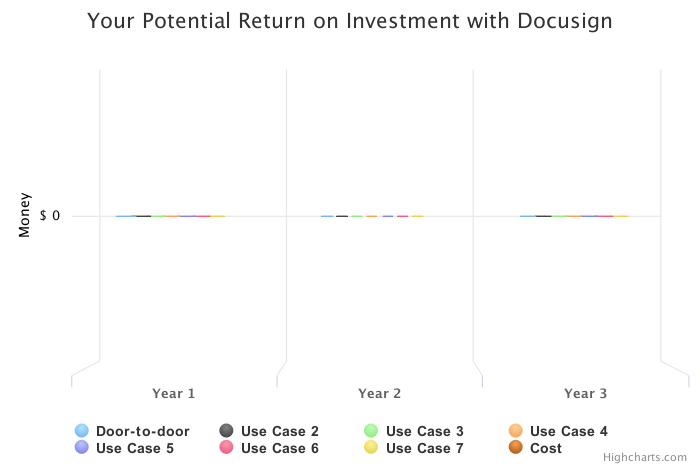 Your Potential Return on Investment with Docusign
Money
$ 0
Year 1 Year 2 Year 3
Door-to-door Use Case 2 Use Case 3 Use Case 4
Use Case 5 Use Case 6 Use Case 7 Cost
Highcharts.com